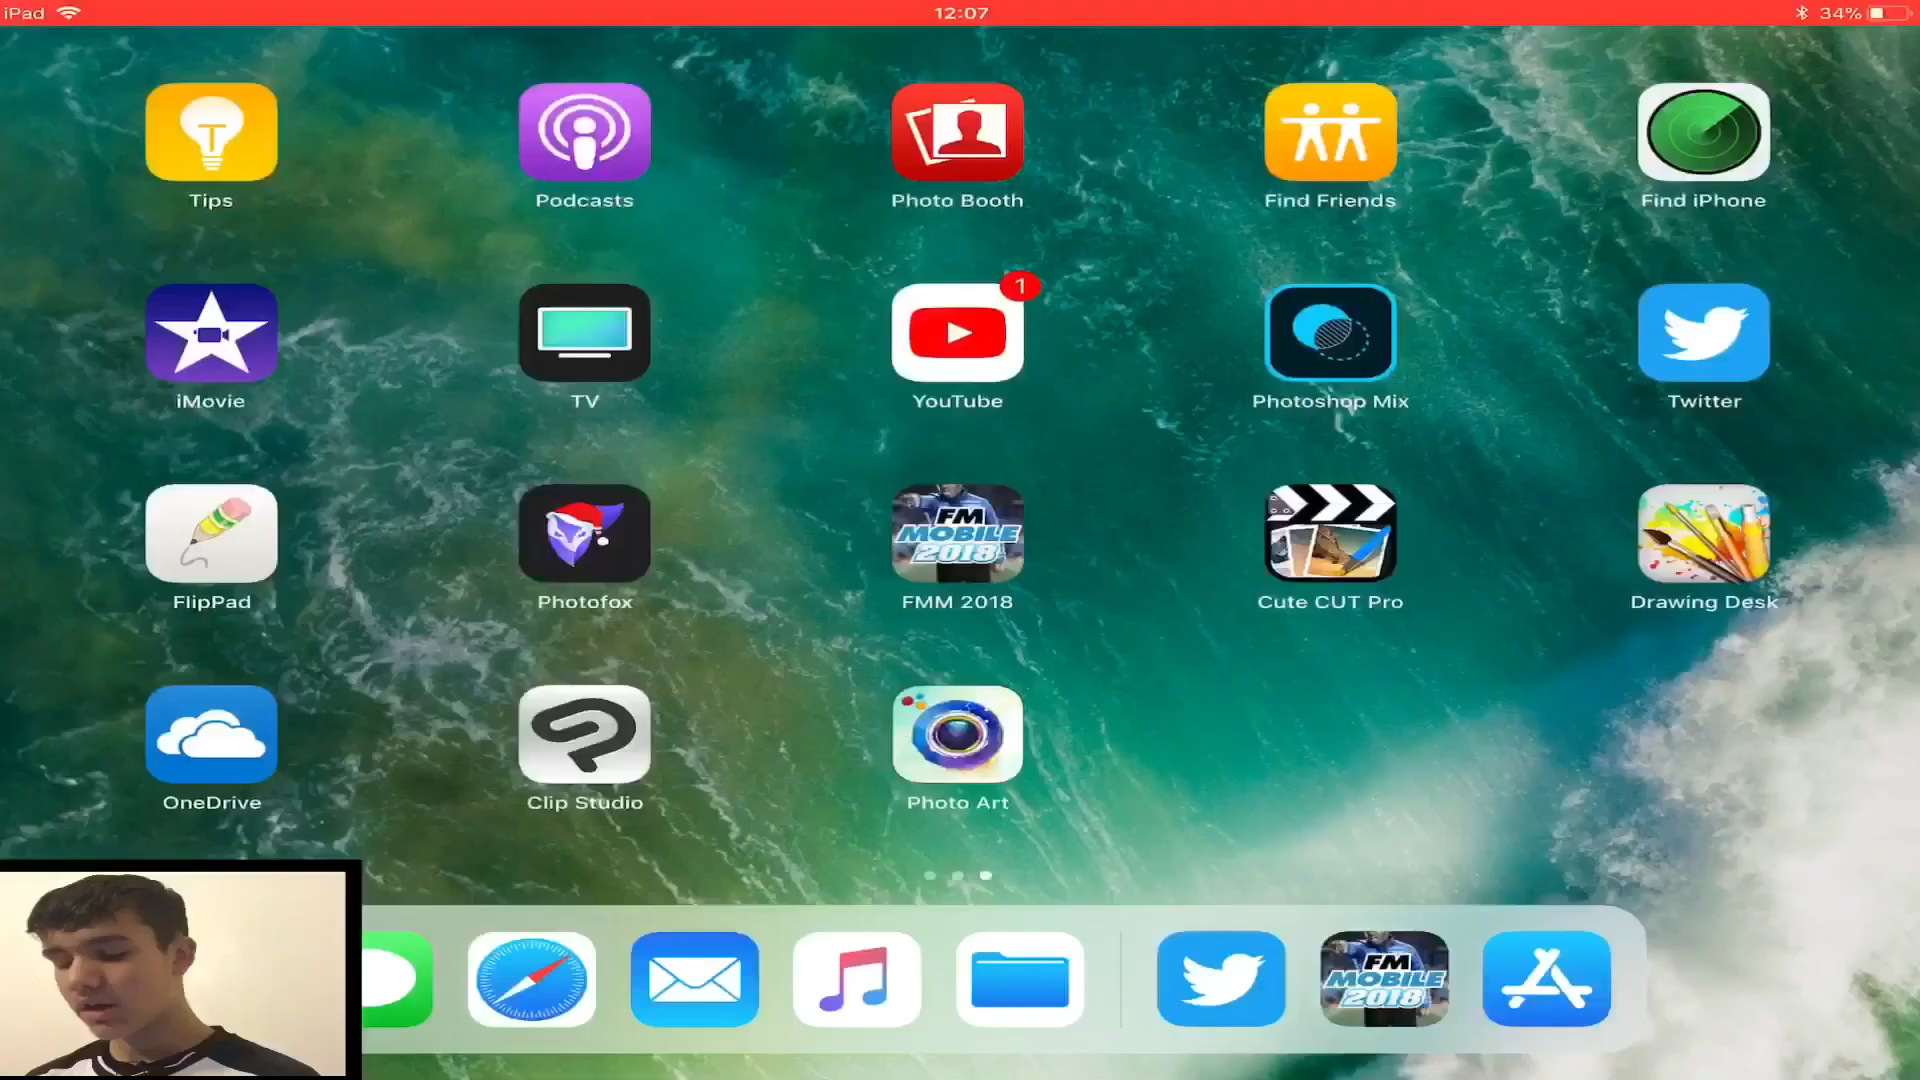 iPad 12:07 34%
Tips Podcasts Photo Booth Find Friends Find iPhone
1
iMovie TV YouTube Photoshop Mix Twitter
FM
MOBILE
2018
FlipPad Photofox FMM 2018 Cute CUT Pro Drawing Desk
OneDrive Clip Studio Photo Art
FM
MOBILE
2018